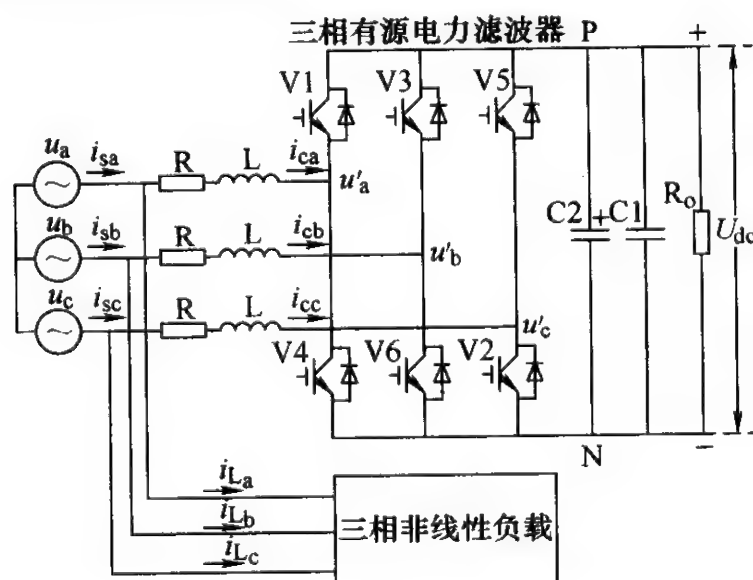 三相有源电力滤波器 P +
V1 V3 V5
u_a i_sa R L i_ca u'_a
C2 + C1 R_o U_dc
u_b i_sb R L i_cb u'_b
u_c i_sc R L i_cc u'_c
V4 V6 V2
N −
i_La
i_Lb 三相非线性负载
i_Lc